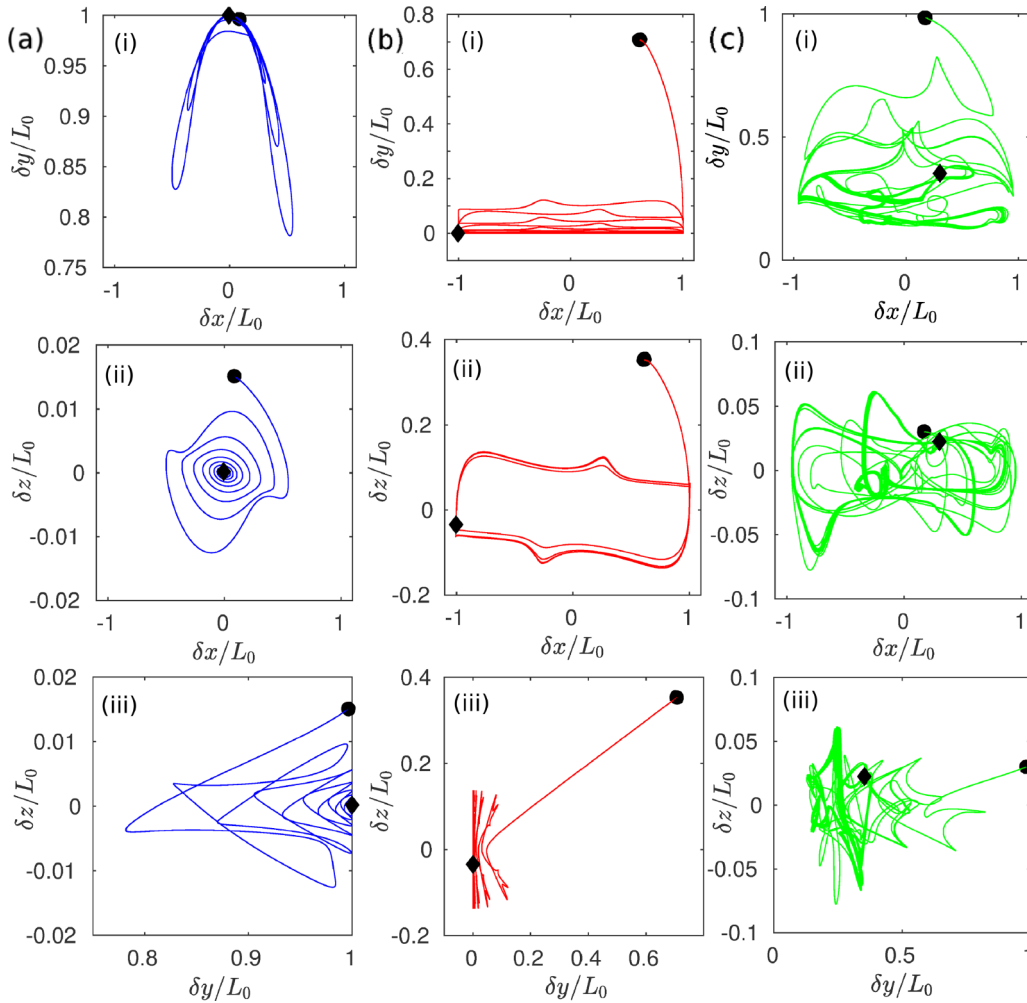 (a) (i) (b) (i) (c) (i)
1 0.95 0.9 0.85 0.8 0.75
δy/L₀
-1 0 1
δx/L₀
0.8 0.6 0.4 0.2 0
δy/L₀
-1 0 1
δx/L₀
1 0.5 0
δy/L₀
-1 0 1
δx/L₀
(ii) (ii) (ii)
0.02 0.01 0 -0.01 -0.02
δz/L₀
-1 0 1
δx/L₀
0.4 0.2 0 -0.2
δz/L₀
-1 0 1
δx/L₀
0.1 0.05 0 -0.05 -0.1
δz/L₀
-1 0 1
δx/L₀
(iii) (iii) (iii)
0.02 0.01 0 -0.01 -0.02
δz/L₀
0.8 0.9 1
δy/L₀
0.4 0.2 0 -0.2
δz/L₀
0 0.2 0.4 0.6
δy/L₀
0.1 0.05 0 -0.05 -0.1
δz/L₀
0.5 1
δy/L₀